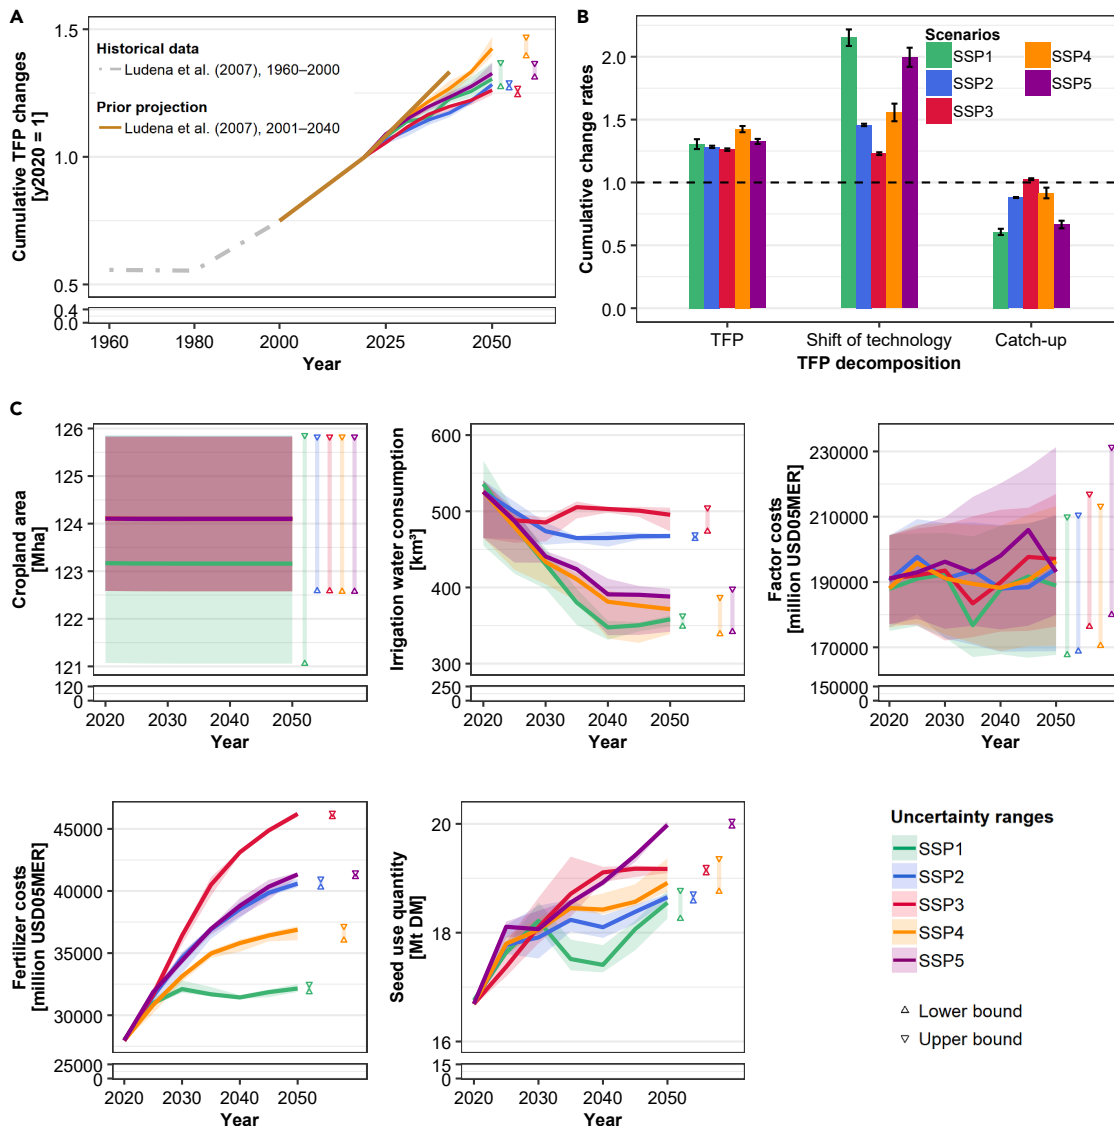 A
Cumulative TFP changes
[y2020 = 1]
1.5
1.0
0.5
0.4
0.0
Historical data
Ludena et al. (2007), 1960–2000
Prior projection
Ludena et al. (2007), 2001–2040
1960
1980
2000
2025
2050
Year
B
Cumulative change rates
2.0
1.5
1.0
0.5
0.0
Scenarios
SSP1
SSP2
SSP3
SSP4
SSP5
TFP
Shift of technology
Catch-up
TFP decomposition
C
Cropland area
[Mha]
126
125
124
123
122
121
120
0
2020
2030
2040
2050
Year
Irrigation water consumption
[km³]
600
500
400
300
250
0
2020
2030
2040
2050
Year
Factor costs
[million USD05MER]
230000
210000
190000
170000
150000
0
2020
2030
2040
2050
Year
Fertilizer costs
[million USD05MER]
45000
40000
35000
30000
25000
0
2020
2030
2040
2050
Year
Seed use quantity
[Mt DM]
20
18
16
15
0
2020
2030
2040
2050
Year
Uncertainty ranges
SSP1
SSP2
SSP3
SSP4
SSP5
Lower bound
Upper bound